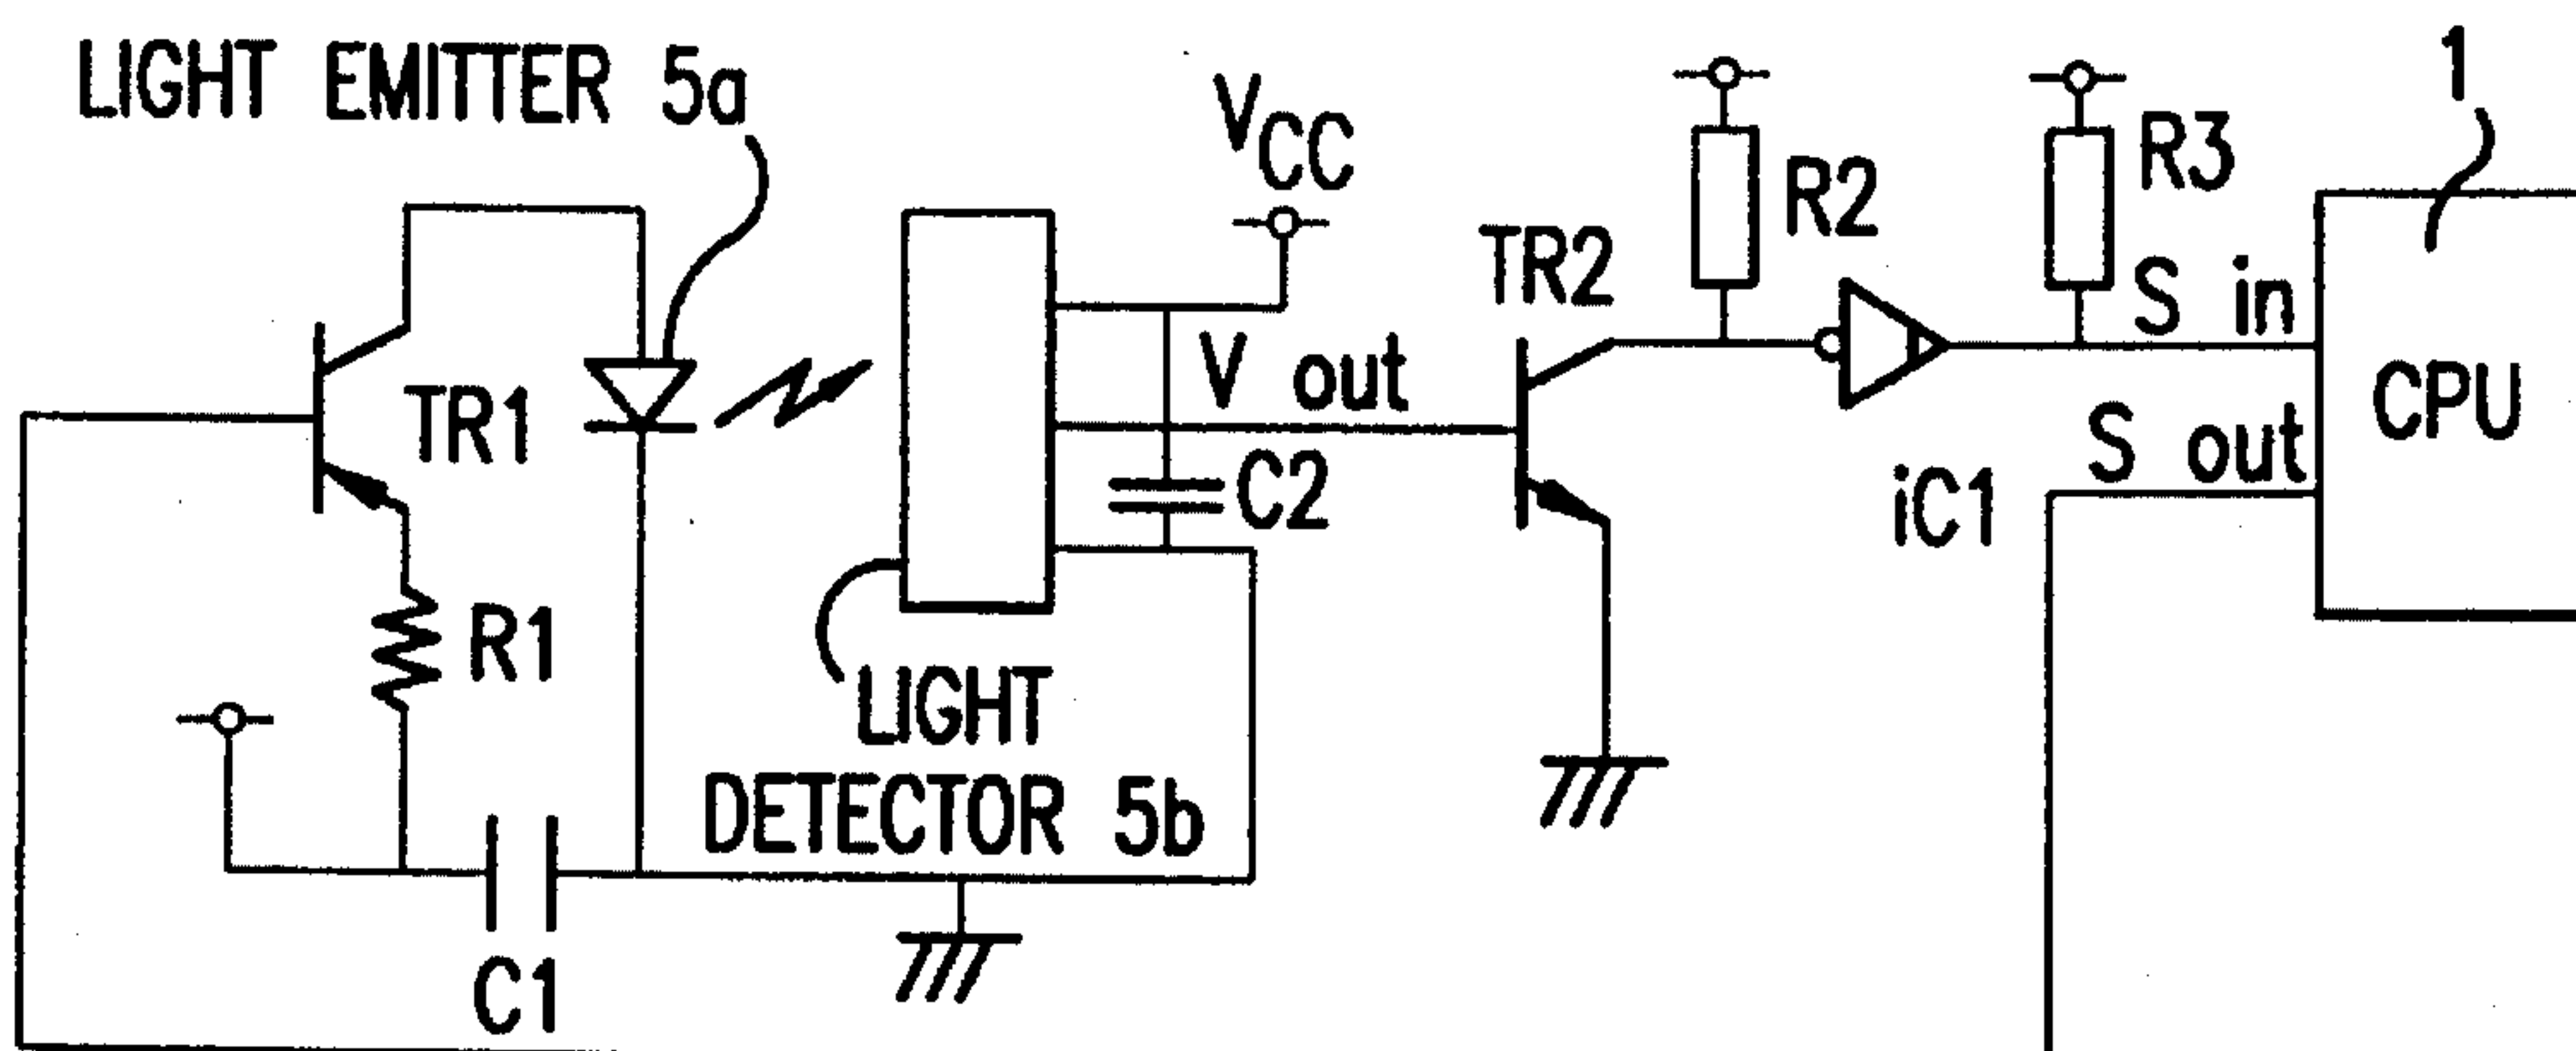 LIGHT EMITTER 5a
VCC
1
R2
R3
TR2
S in
V out
TR1
CPU
S out
C2
iC1
R1
LIGHT
DETECTOR 5b
C1